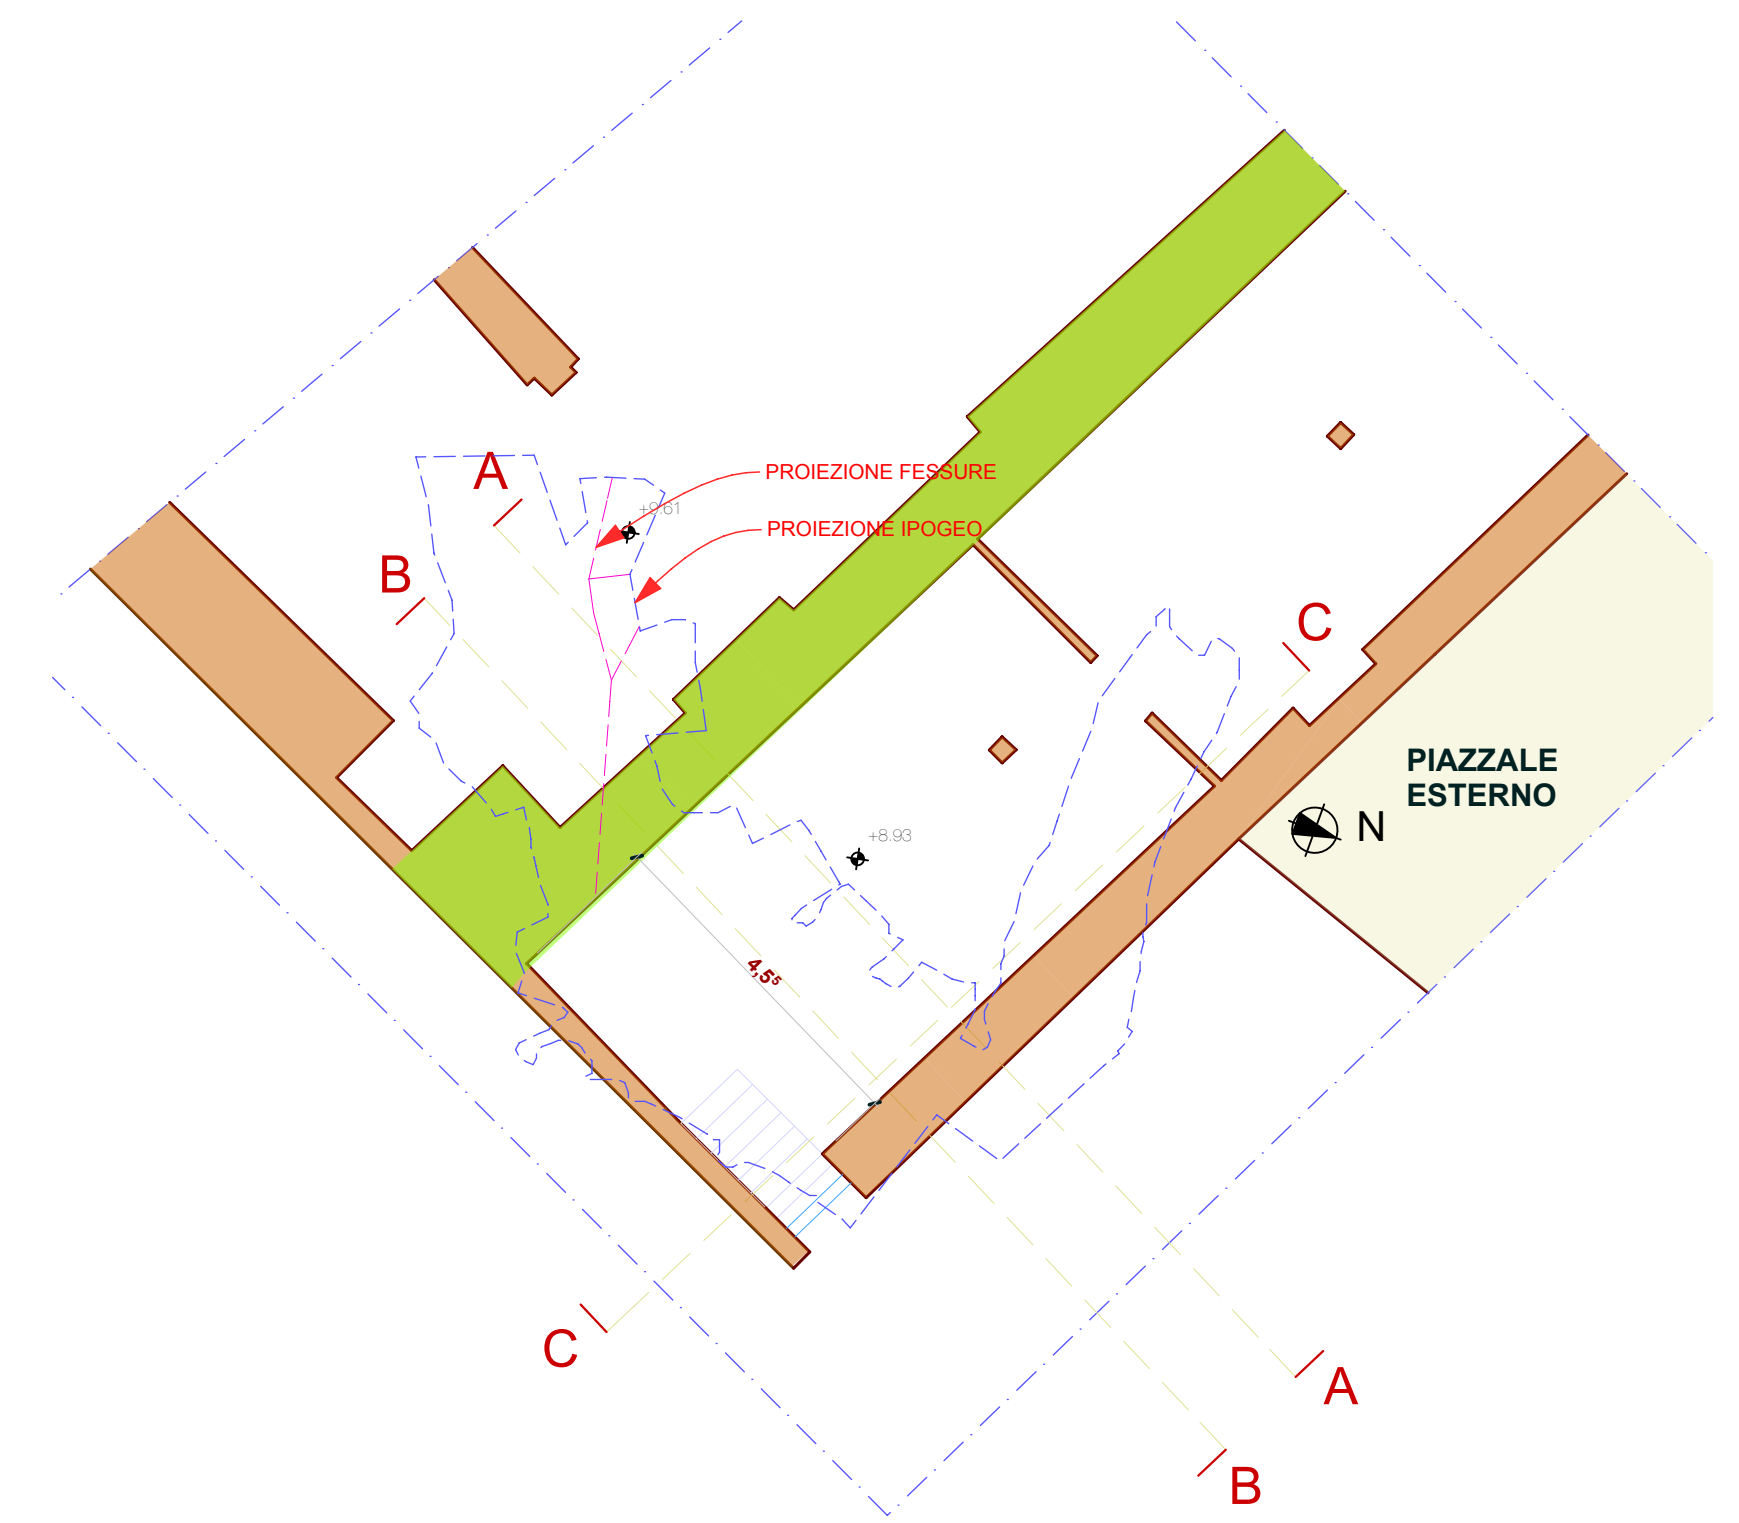 A
PROIEZIONE FESSURE
+9.61
PROIEZIONE IPOGEO
B
C
PIAZZALE
ESTERNO
N
+8.93
4,5⁵
C
A
B